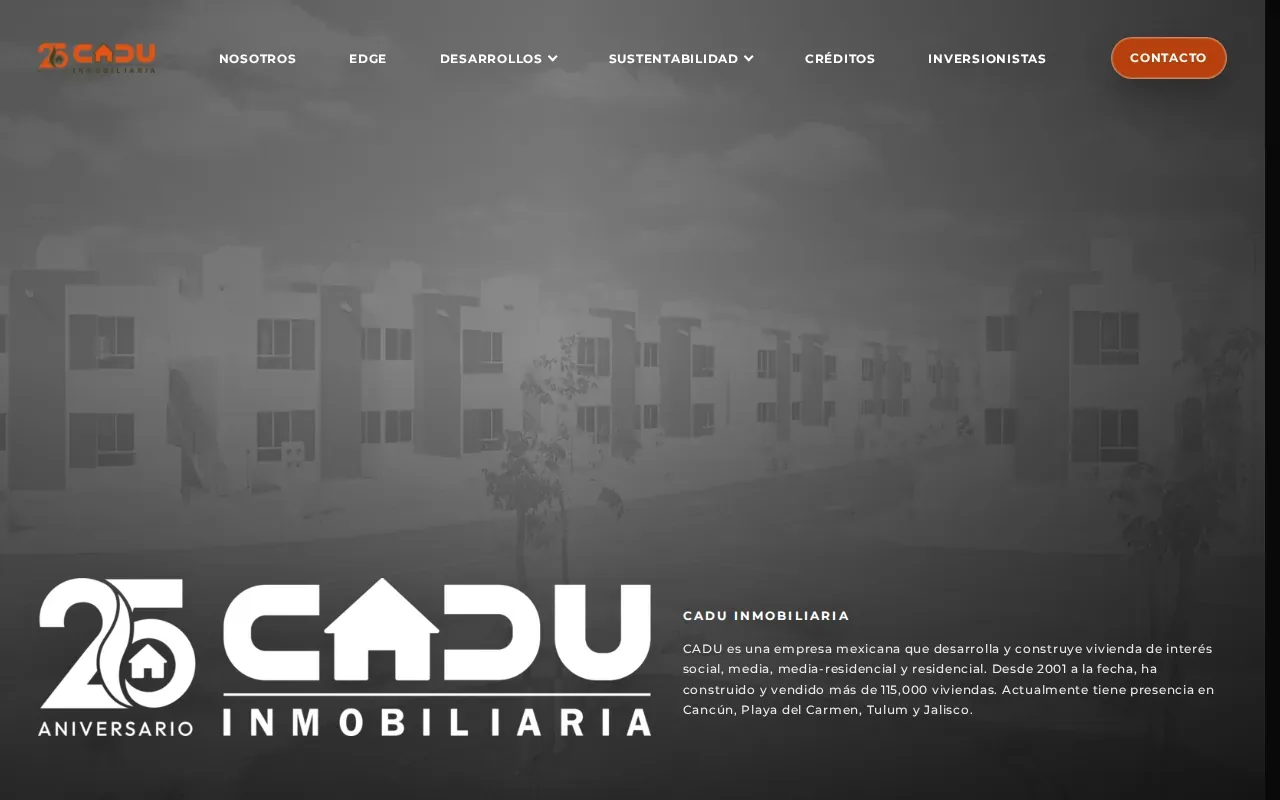 25 CADU
INMOBILIARIA
NOSOTROS
EDGE
DESARROLLOS
SUSTENTABILIDAD
CRÉDITOS
INVERSIONISTAS
CONTACTO
25 CADU
ANIVERSARIO
INMOBILIARIA
CADU INMOBILIARIA
CADU es una empresa mexicana que desarrolla y construye vivienda de interés
social, media, media-residencial y residencial. Desde 2001 a la fecha, ha
construido y vendido más de 115,000 viviendas. Actualmente tiene presencia en
Cancún, Playa del Carmen, Tulum y Jalisco.